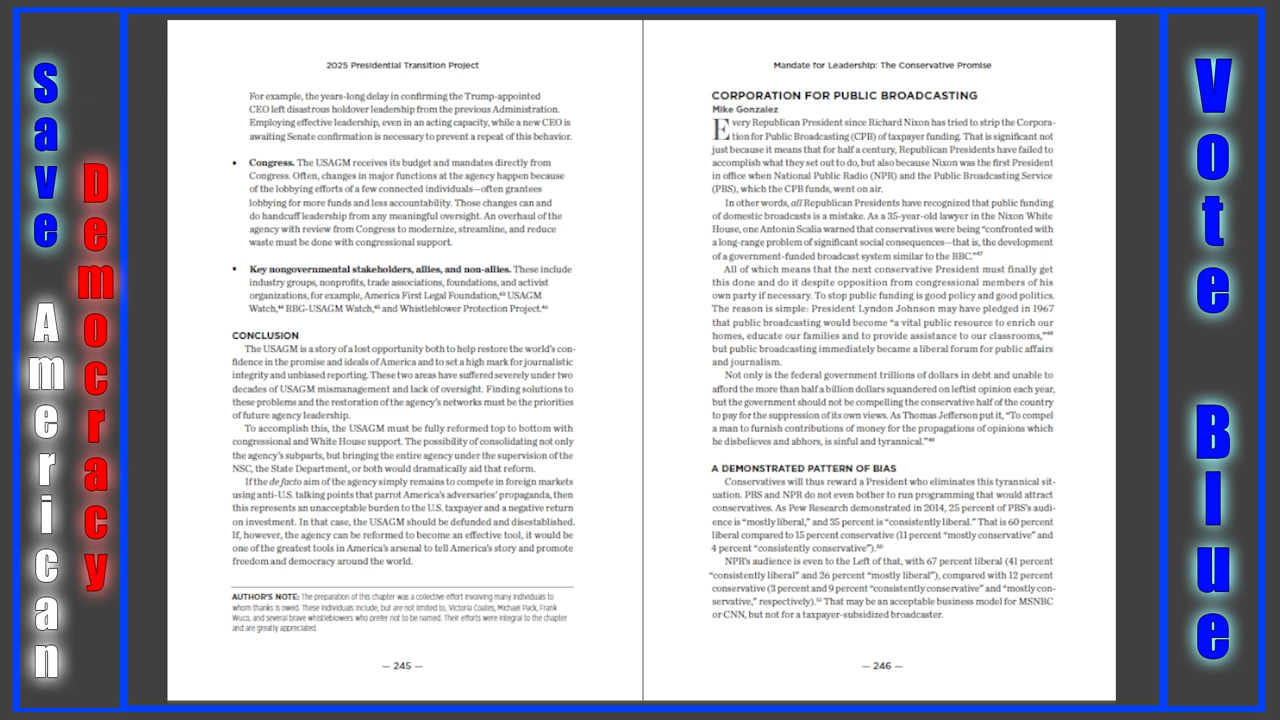 Save
American
Democracy
2025 Presidential Transition Project
For example, the years-long delay in confirming the Trump-appointed
CEO left disastrous holdover leadership from the previous Administration.
Employing effective leadership, even in an acting capacity, while a new CEO is
awaiting Senate confirmation is necessary to prevent a repeat of this behavior.
• Congress. The USAGM receives its budget and mandates directly from
Congress. Often, changes in major functions at the agency happen because
of the lobbying efforts of a few connected individuals—often grantees
lobbying for more funds and less accountability. Those changes can and
do handcuff leadership from any meaningful oversight. An overhaul of the
agency with review from Congress to modernize, streamline, and reduce
waste must be done with congressional support.
• Key nongovernmental stakeholders, allies, and non-allies. These include
industry groups, nonprofits, trade associations, foundations, and activist
organizations, for example, America First Legal Foundation,⁴³ USAGM
Watch,⁴⁴ BBG-USAGM Watch,⁴⁵ and Whistleblower Protection Project.⁴⁶
CONCLUSION
The USAGM is a story of a lost opportunity both to help restore the world's con-
fidence in the promise and ideals of America and to set a high mark for journalistic
integrity and unbiased reporting. These two areas have suffered severely under two
decades of USAGM mismanagement and lack of oversight. Finding solutions to
these problems and the restoration of the agency's networks must be the priorities
of future agency leadership.
To accomplish this, the USAGM must be fully reformed top to bottom with
congressional and White House support. The possibility of consolidating not only
the agency's subparts, but bringing the entire agency under the supervision of the
NSC, the State Department, or both would dramatically aid that reform.
If the de facto aim of the agency simply remains to compete in foreign markets
using anti-U.S. talking points that parrot America's adversaries' propaganda, then
this represents an unacceptable burden to the U.S. taxpayer and a negative return
on investment. In that case, the USAGM should be defunded and disestablished.
If, however, the agency can be reformed to become an effective tool, it would be
one of the greatest tools in America's arsenal to tell America's story and promote
freedom and democracy around the world.
AUTHOR'S NOTE: The preparation of this chapter was a collective effort involving many individuals to
whom thanks is owed. These individuals include, but are not limited to, Victoria Coates, Michael Pack, Frank
Wuco, and several brave whistleblowers who prefer not to be named. Their efforts were integral to the chapter
and are greatly appreciated.
— 245 —
Mandate for Leadership: The Conservative Promise
CORPORATION FOR PUBLIC BROADCASTING
Mike Gonzalez
Every Republican President since Richard Nixon has tried to strip the Corpora-
tion for Public Broadcasting (CPB) of taxpayer funding. That is significant not
just because it means that for half a century, Republican Presidents have failed to
accomplish what they set out to do, but also because Nixon was the first President
in office when National Public Radio (NPR) and the Public Broadcasting Service
(PBS), which the CPB funds, went on air.
In other words, all Republican Presidents have recognized that public funding
of domestic broadcasts is a mistake. As a 35-year-old lawyer in the Nixon White
House, one Antonin Scalia warned that conservatives were being “confronted with
a long-range problem of significant social consequences—that is, the development
of a government-funded broadcast system similar to the BBC.”⁴⁷
All of which means that the next conservative President must finally get
this done and do it despite opposition from congressional members of his
own party if necessary. To stop public funding is good policy and good politics.
The reason is simple: President Lyndon Johnson may have pledged in 1967
that public broadcasting would become “a vital public resource to enrich our
homes, educate our families and to provide assistance to our classrooms,”⁴⁸
but public broadcasting immediately became a liberal forum for public affairs
and journalism.
Not only is the federal government trillions of dollars in debt and unable to
afford the more than half a billion dollars squandered on leftist opinion each year,
but the government should not be compelling the conservative half of the country
to pay for the suppression of its own views. As Thomas Jefferson put it, “To compel
a man to furnish contributions of money for the propagations of opinions which
he disbelieves and abhors, is sinful and tyrannical.”⁴⁹
A DEMONSTRATED PATTERN OF BIAS
Conservatives will thus reward a President who eliminates this tyrannical sit-
uation. PBS and NPR do not even bother to run programming that would attract
conservatives. As Pew Research demonstrated in 2014, 25 percent of PBS's audi-
ence is “mostly liberal,” and 35 percent is “consistently liberal.” That is 60 percent
liberal compared to 15 percent conservative (11 percent “mostly conservative” and
4 percent “consistently conservative”).⁵⁰
NPR's audience is even to the Left of that, with 67 percent liberal (41 percent
“consistently liberal” and 26 percent “mostly liberal”), compared with 12 percent
conservative (3 percent and 9 percent “consistently conservative” and “mostly con-
servative,” respectively).⁵¹ That may be an acceptable business model for MSNBC
or CNN, but not for a taxpayer-subsidized broadcaster.
— 246 —
Vote
Blue